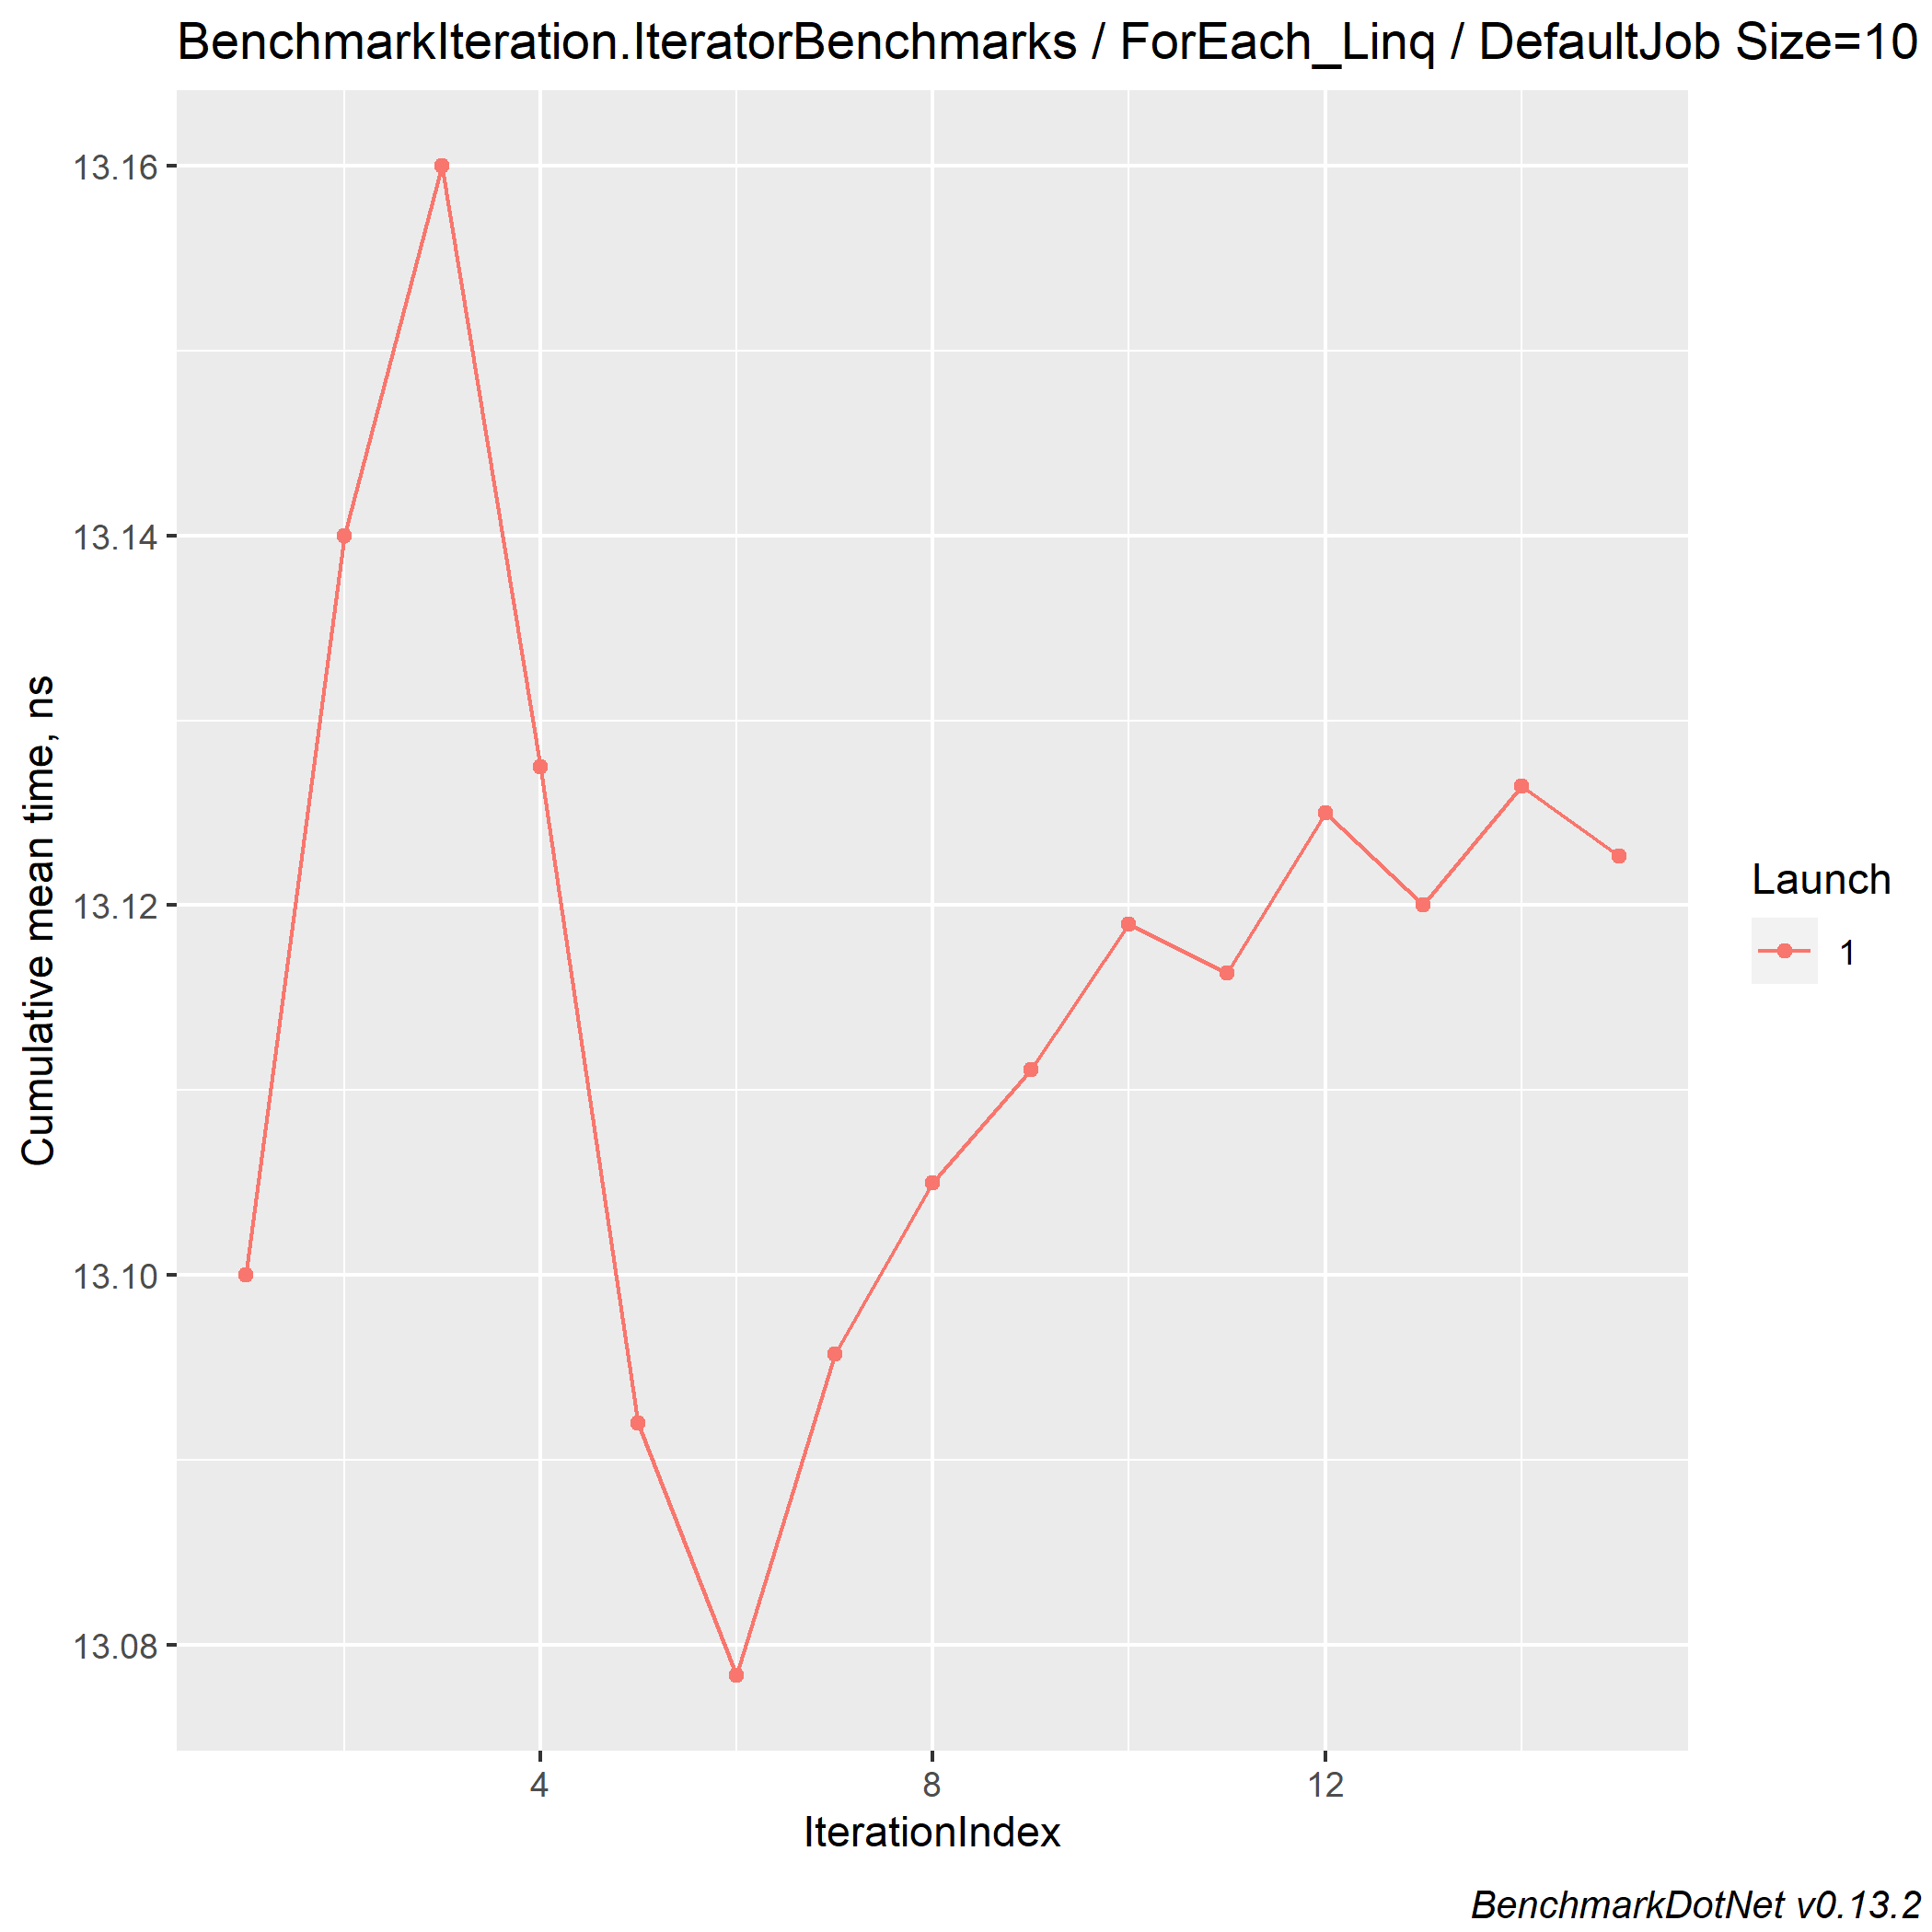 BenchmarkIteration.IteratorBenchmarks / ForEach_Linq / DefaultJob Size=10
13.16
13.14
13.12
13.10
13.08
Cumulative mean time, ns
4
8
12
IterationIndex
Launch
1
BenchmarkDotNet v0.13.2